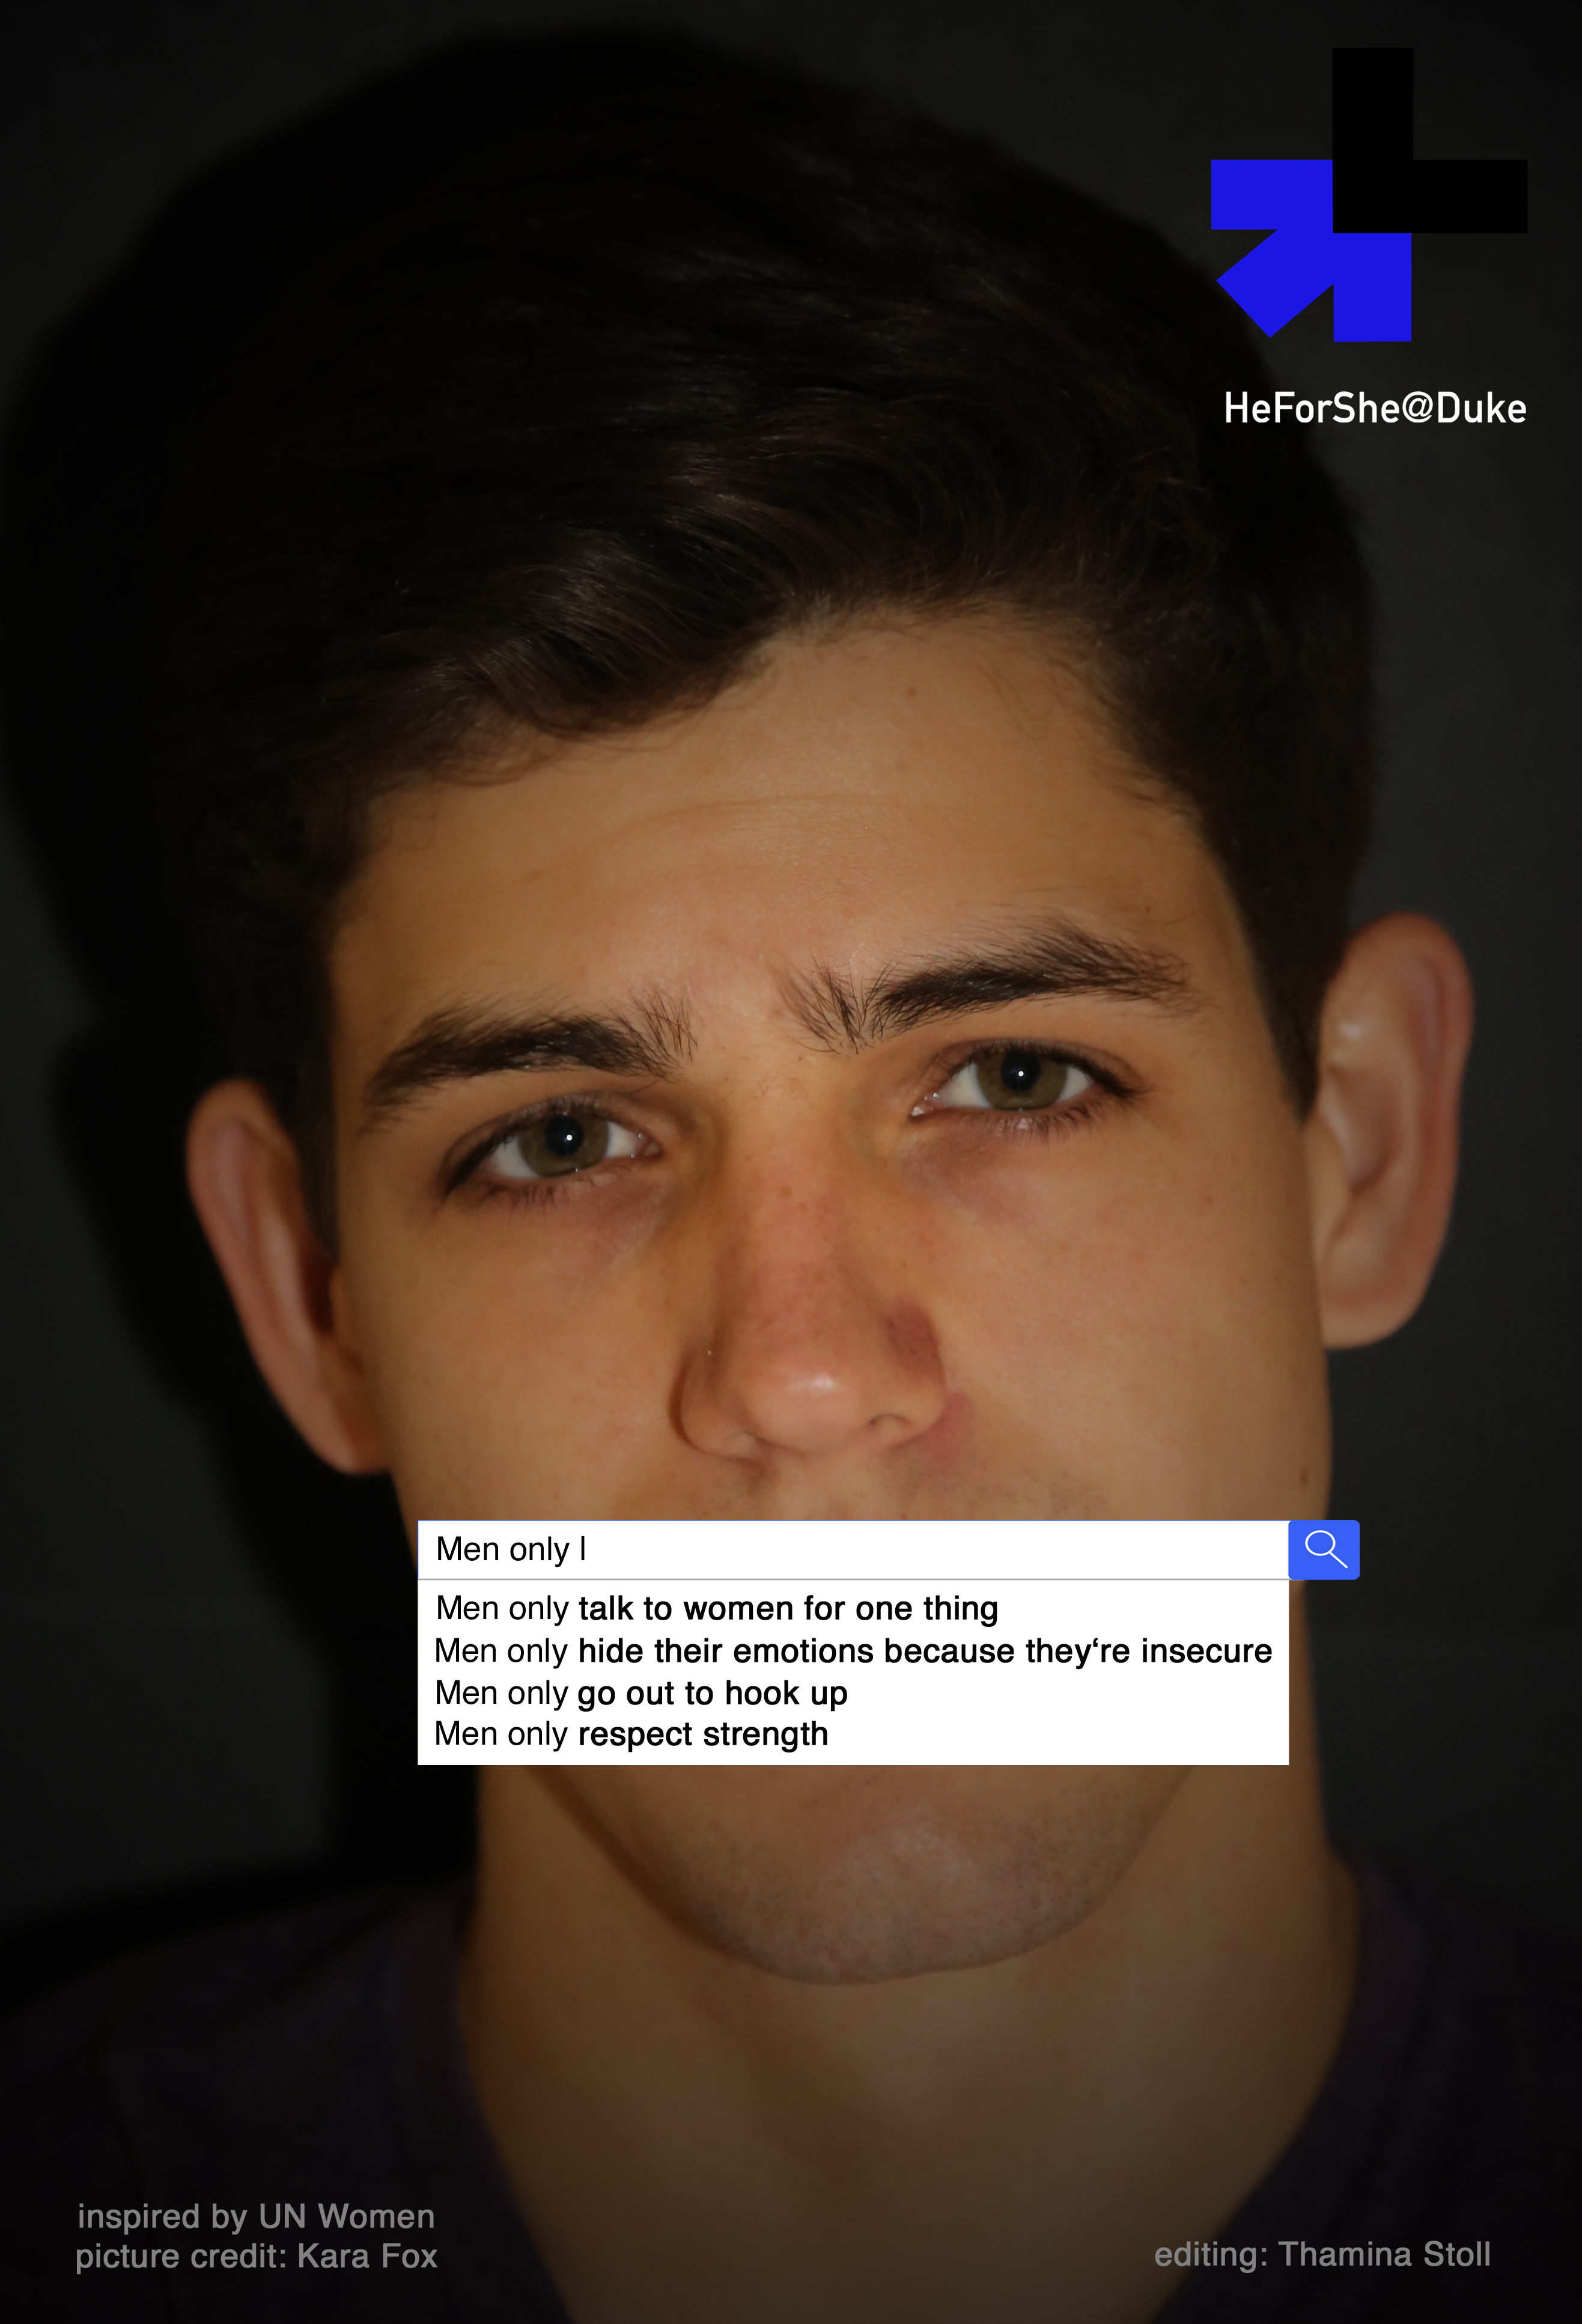 HeForShe@Duke
Men only |
Men only talk to women for one thing
Men only hide their emotions because they‘re insecure
Men only go out to hook up
Men only respect strength
inspired by UN Women
picture credit: Kara Fox
editing: Thamina Stoll